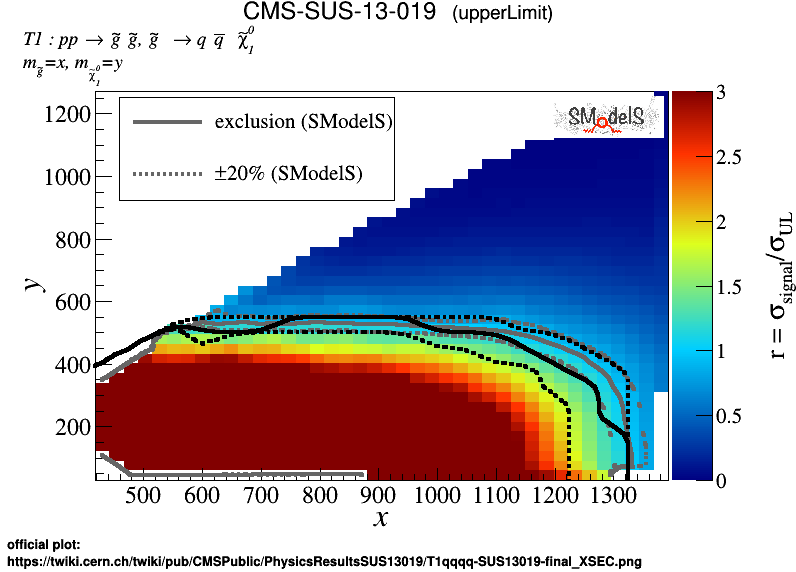 CMS-SUS-13-019 (upperLimit)
T1 : pp → g̃ g̃, g̃ → q q̅ χ̃₁⁰
m_g̃=x, m_χ̃₁⁰=y
exclusion (SModelS)
±20% (SModelS)
SModelS
1200
1000
800
600
400
200
y
500 600 700 800 900 1000 1100 1200 1300
x
3
2.5
2
1.5
1
0.5
0
r = σ_signal/σ_UL
official plot:
https://twiki.cern.ch/twiki/pub/CMSPublic/PhysicsResultsSUS13019/T1qqqq-SUS13019-final_XSEC.png